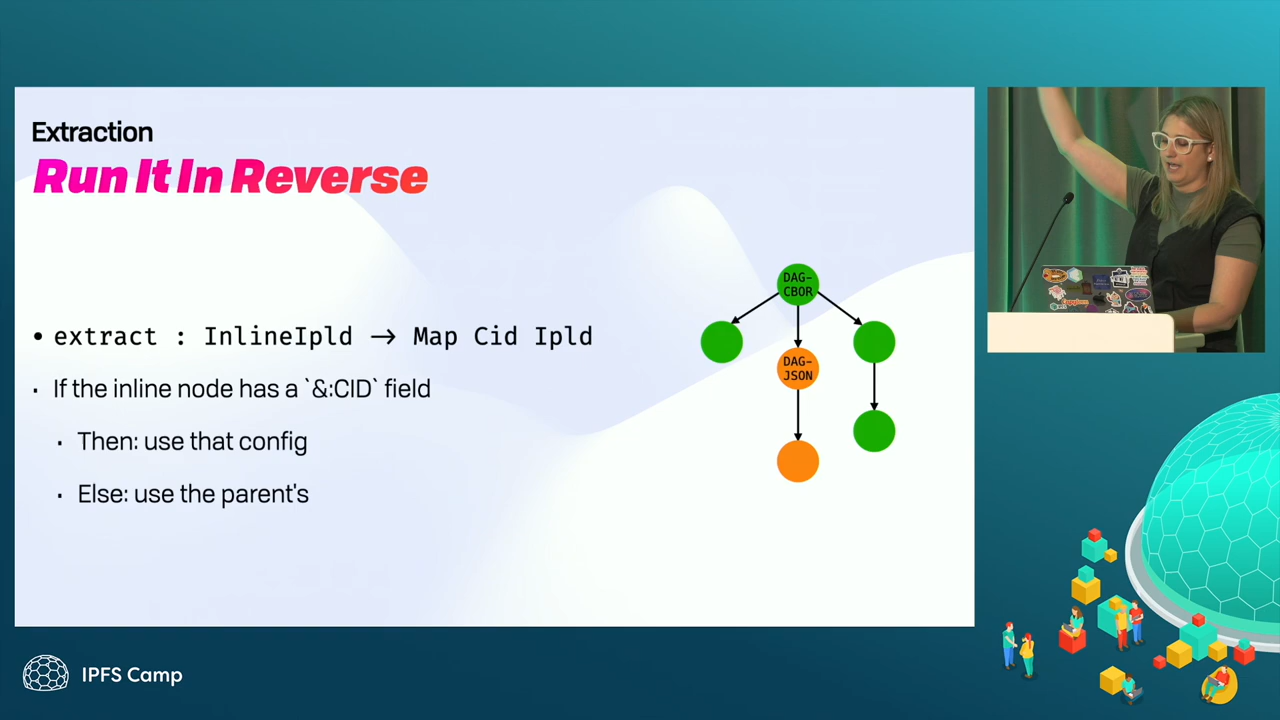 Extraction
Run It In Reverse
• extract : InlineIpld → Map Cid Ipld
· If the inline node has a `&:CID` field
· Then: use that config
· Else: use the parent's
DAG-
CBOR
DAG-
JSON
IPFS Camp